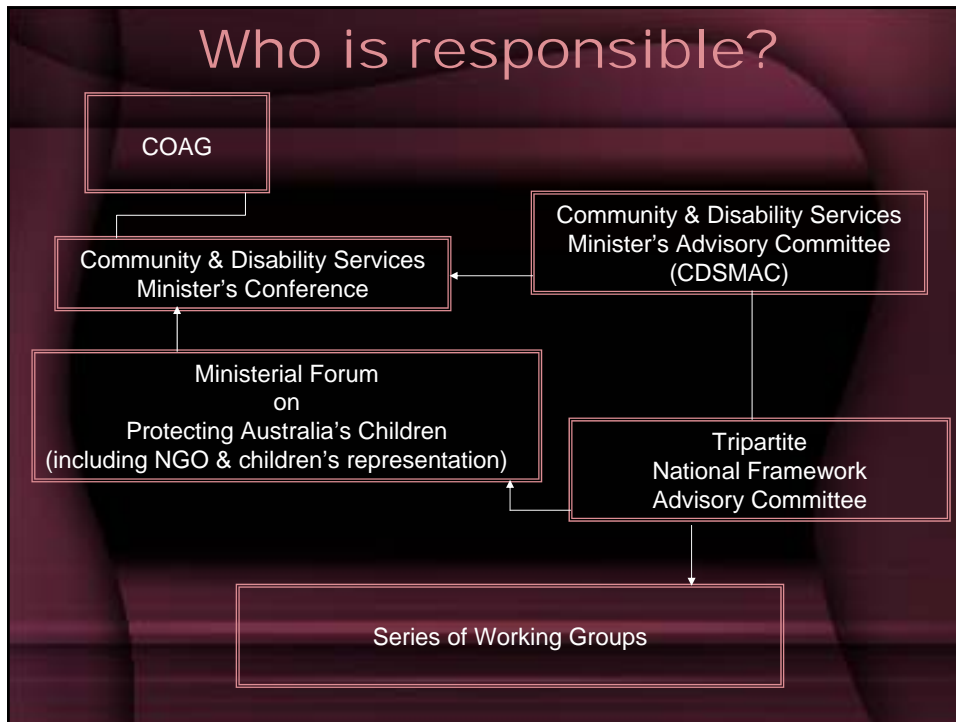 Who is responsible?
COAG
Community & Disability Services
Minister's Conference
Community & Disability Services
Minister's Advisory Committee
(CDSMAC)
Ministerial Forum
on
Protecting Australia's Children
(including NGO & children's representation)
Tripartite
National Framework
Advisory Committee
Series of Working Groups